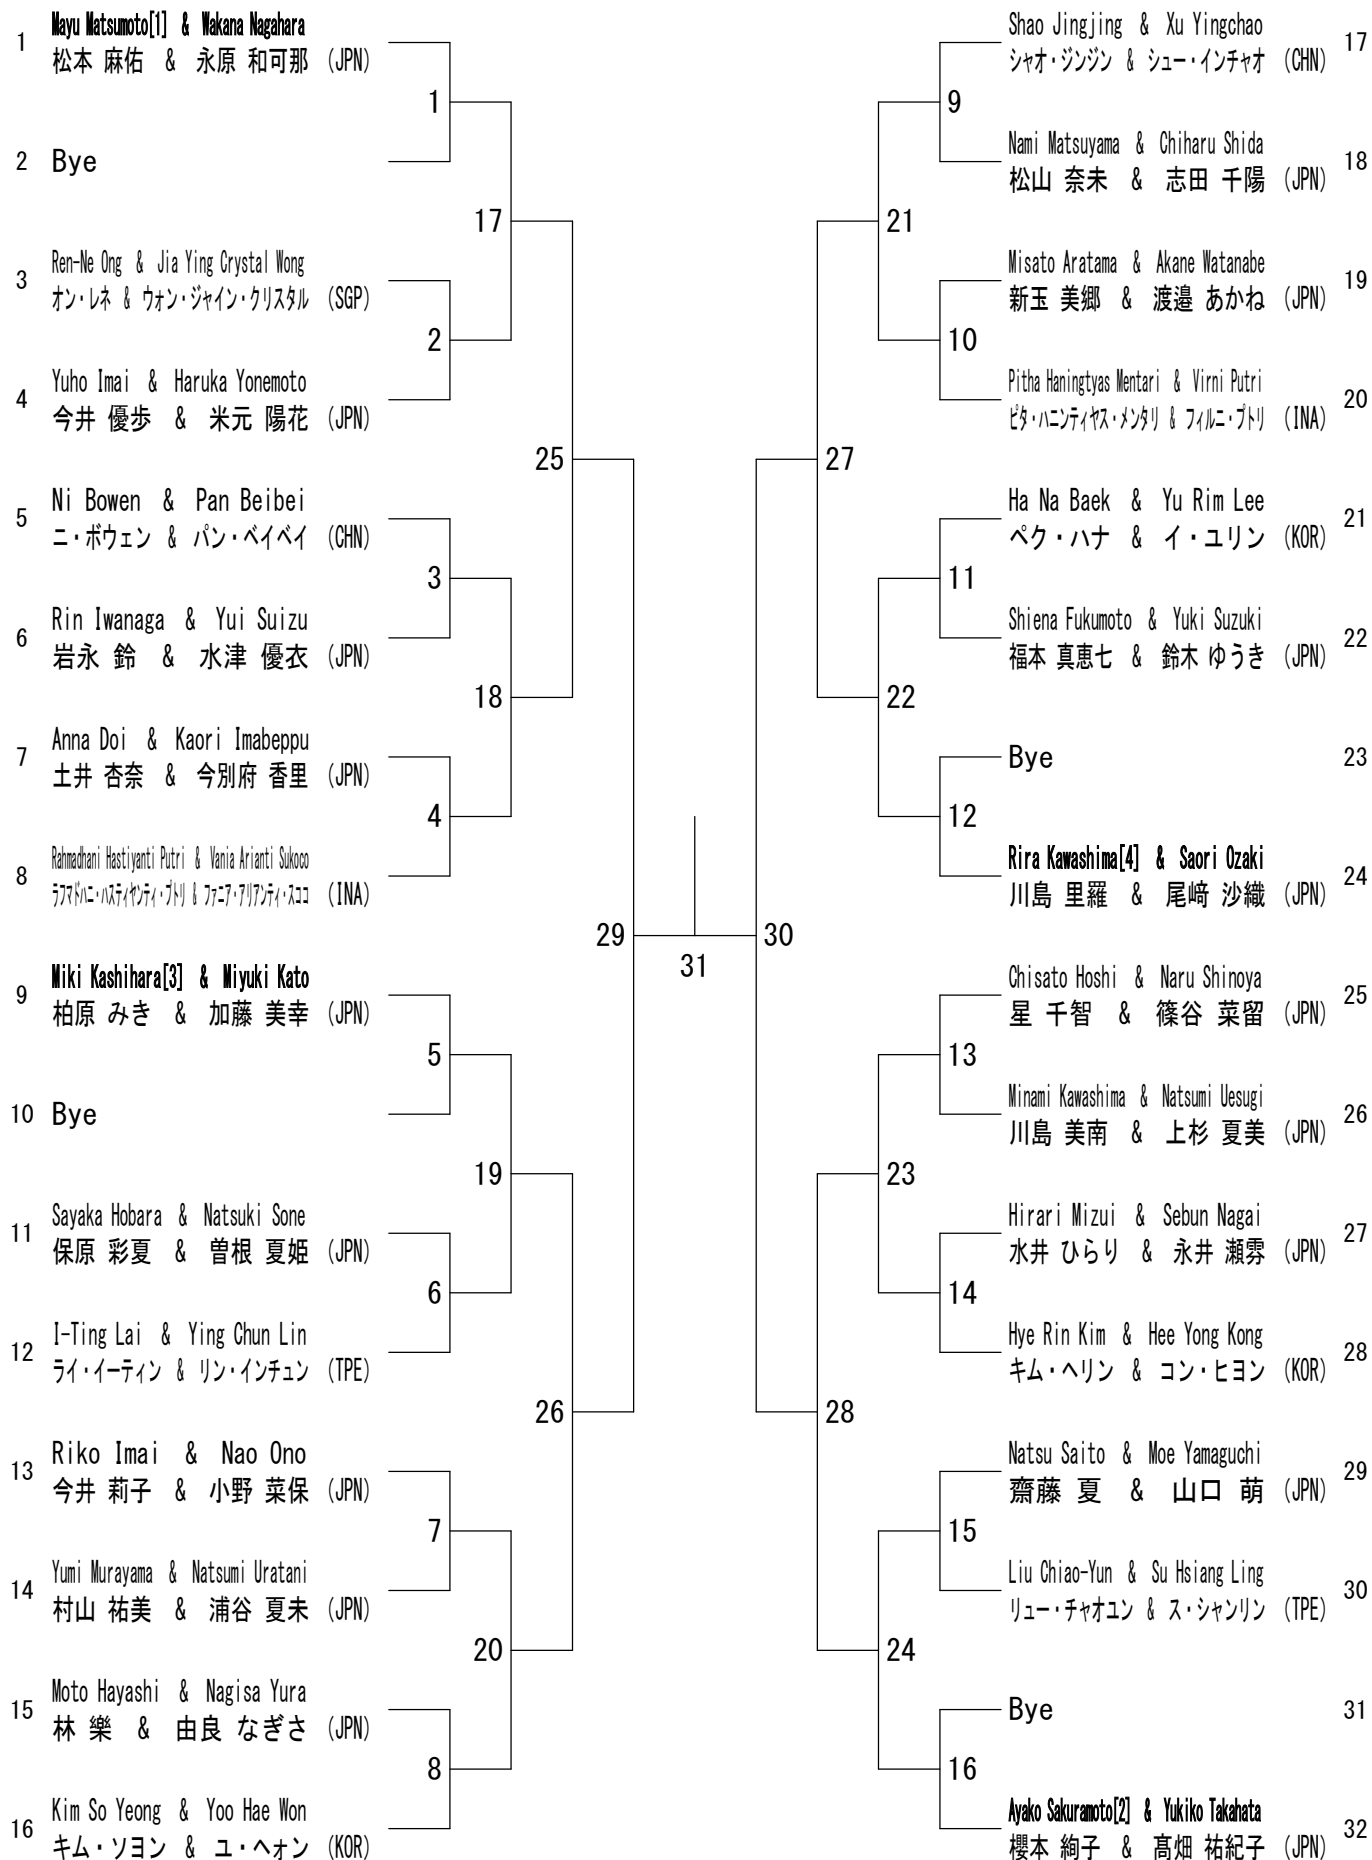 Mayu Matsumoto[1] & Wakana Nagahara
1 松本 麻佑 & 永原 和可那 (JPN)
1
2 Bye
17
Ren-Ne Ong & Jia Ying Crystal Wong
3 オン・レネ & ウォン・ジャイン・クリスタル (SGP)
2
Yuho Imai & Haruka Yonemoto
4 今井 優歩 & 米元 陽花 (JPN)
25
Ni Bowen & Pan Beibei
5 ニ・ボウェン & パン・ベイベイ (CHN)
3
Rin Iwanaga & Yui Suizu
6 岩永 鈴 & 水津 優衣 (JPN)
18
Anna Doi & Kaori Imabeppu
7 土井 杏奈 & 今別府 香里 (JPN)
4
Rahmadhani Hastiyanti Putri & Vania Arianti Sukoco
8 ラフマドハニ・ハスティヤンティ・プトリ & ファニア・アリアンティ・スココ (INA)
29
Miki Kashihara[3] & Miyuki Kato
9 柏原 みき & 加藤 美幸 (JPN)
5
10 Bye
19
Sayaka Hobara & Natsuki Sone
11 保原 彩夏 & 曽根 夏姫 (JPN)
6
I-Ting Lai & Ying Chun Lin
12 ライ・イーティン & リン・インチュン (TPE)
26
Riko Imai & Nao Ono
13 今井 莉子 & 小野 菜保 (JPN)
7
Yumi Murayama & Natsumi Uratani
14 村山 祐美 & 浦谷 夏未 (JPN)
20
Moto Hayashi & Nagisa Yura
15 林 樂 & 由良 なぎさ (JPN)
8
Kim So Yeong & Yoo Hae Won
16 キム・ソヨン & ユ・ヘォン (KOR)
31
Shao Jingjing & Xu Yingchao
シャオ・ジンジン & シュー・インチャオ (CHN) 17
9
Nami Matsuyama & Chiharu Shida
松山 奈未 & 志田 千陽 (JPN) 18
21
Misato Aratama & Akane Watanabe
新玉 美郷 & 渡邉 あかね (JPN) 19
10
Pitha Haningtyas Mentari & Virni Putri
ピタ・ハニンティヤス・メンタリ & フィルニ・プトリ (INA) 20
27
Ha Na Baek & Yu Rim Lee
ペク・ハナ & イ・ユリン (KOR) 21
11
Shiena Fukumoto & Yuki Suzuki
福本 真恵七 & 鈴木 ゆうき (JPN) 22
22
Bye 23
12
Rira Kawashima[4] & Saori Ozaki
川島 里羅 & 尾﨑 沙織 (JPN) 24
30
Chisato Hoshi & Naru Shinoya
星 千智 & 篠谷 菜留 (JPN) 25
13
Minami Kawashima & Natsumi Uesugi
川島 美南 & 上杉 夏美 (JPN) 26
23
Hirari Mizui & Sebun Nagai
水井 ひらり & 永井 瀬雰 (JPN) 27
14
Hye Rin Kim & Hee Yong Kong
キム・ヘリン & コン・ヒヨン (KOR) 28
28
Natsu Saito & Moe Yamaguchi
齋藤 夏 & 山口 萌 (JPN) 29
15
Liu Chiao-Yun & Su Hsiang Ling
リュー・チャオユン & ス・シャンリン (TPE) 30
24
Bye 31
16
Ayako Sakuramoto[2] & Yukiko Takahata
櫻本 絢子 & 髙畑 祐紀子 (JPN) 32